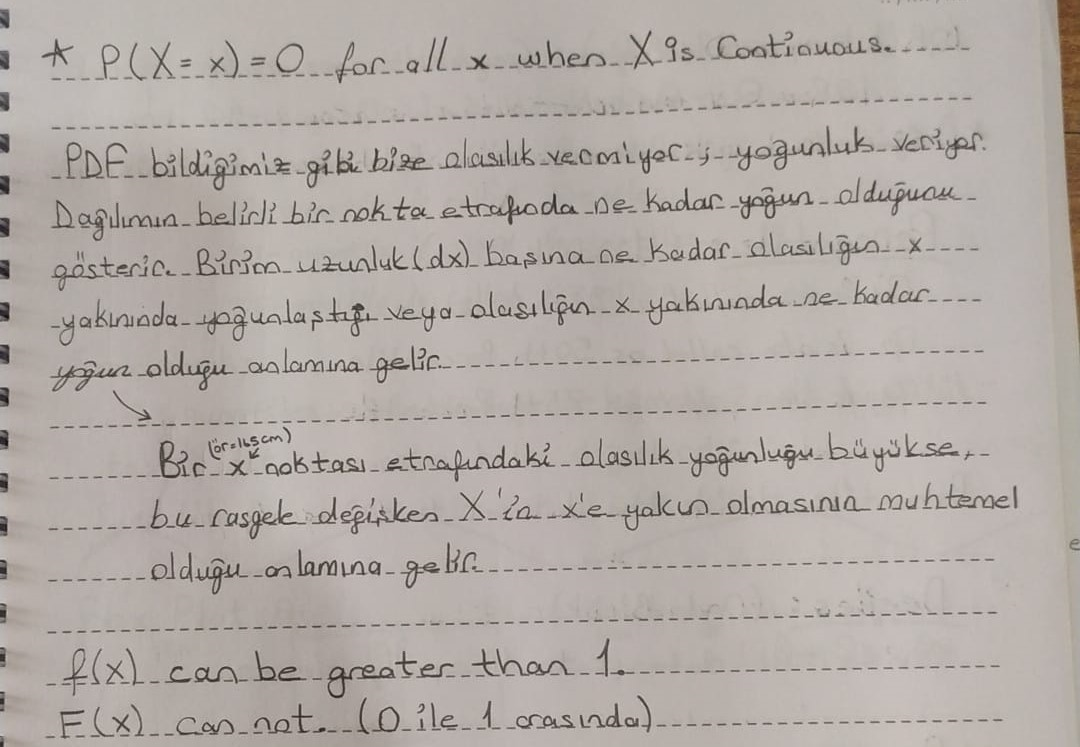 * P(X = x) = 0 for all x when X is Continuous.
PDF bildiğimiz gibi bize olasılık vermiyor ; yoğunluk veriyor.
Dağılımın belirli bir nokta etrafında ne kadar yoğun olduğunu
gösterir. Birim uzunluk (dx) başına ne kadar olasılığın x
yakınında yoğunlaştığı veya olasılığın x yakınında ne kadar
yoğun olduğu anlamına gelir.
(ör=165cm)
Bir x noktası etrafındaki olasılık yoğunluğu büyükse,
bu rasgele değişken X'in x'e yakın olmasının muhtemel
olduğu anlamına gelir.
f(x) can be greater than 1.
F(x) can not. (0 ile 1 arasında)